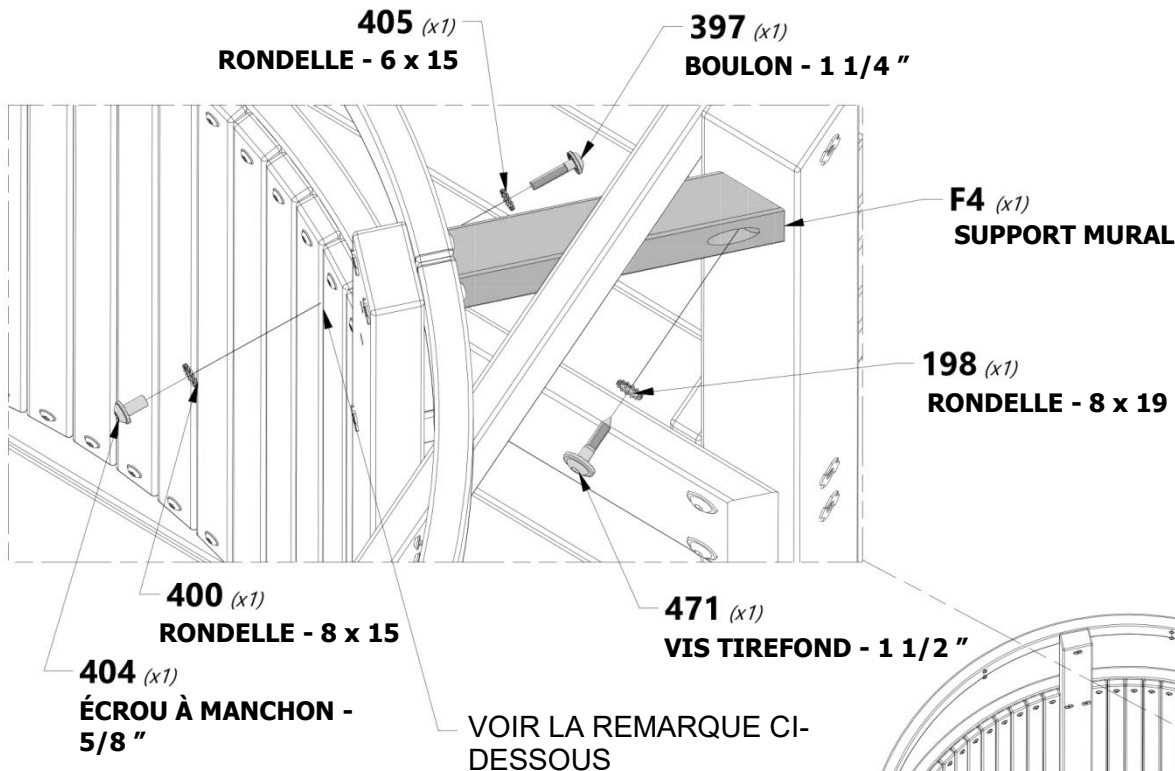 405 (x1)
RONDELLE - 6 x 15
397 (x1)
BOULON - 1 1/4 ”
F4 (x1)
SUPPORT MURAL
198 (x1)
RONDELLE - 8 x 19
400 (x1)
RONDELLE - 8 x 15
471 (x1)
VIS TIREFOND - 1 1/2 ”
404 (x1)
ÉCROU À MANCHON -
5/8 ”
VOIR LA REMARQUE CI-
DESSOUS